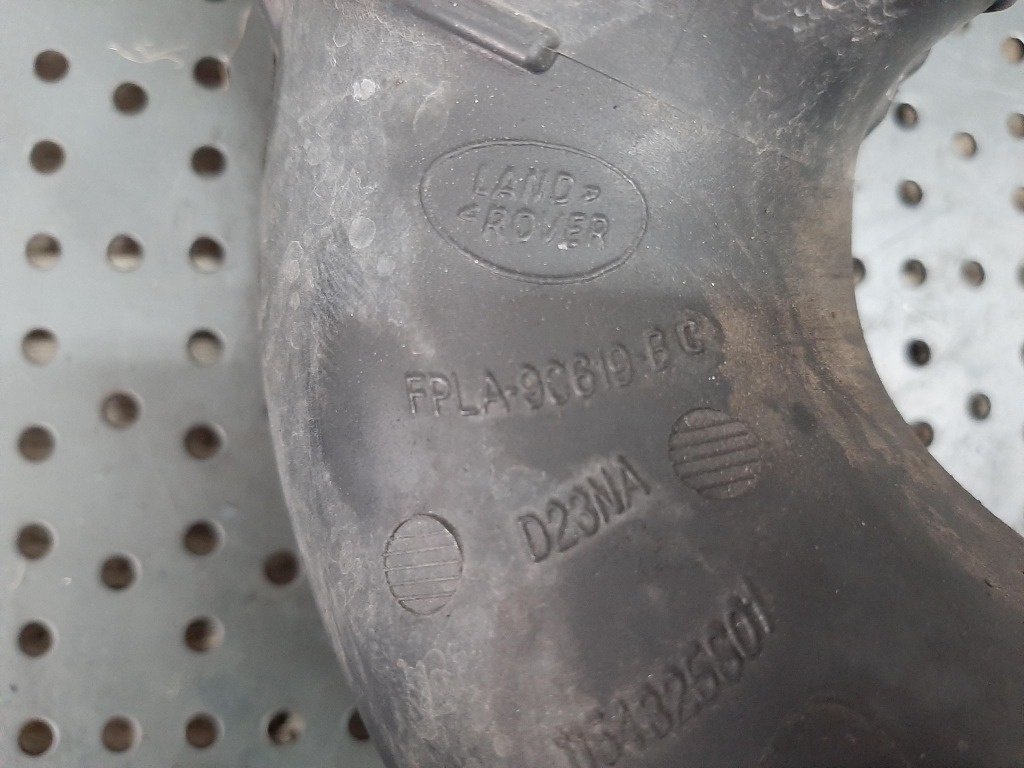 LAND
ROVER
FPLA-9C619-BC
D23NA